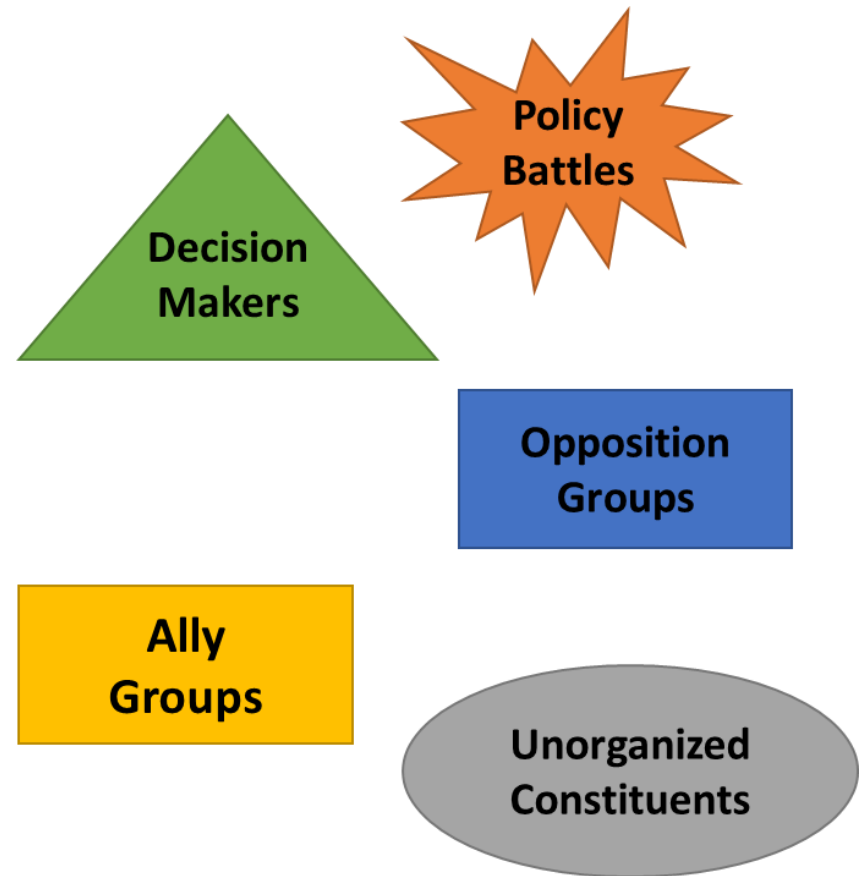 Policy
Battles
Decision
Makers
Opposition
Groups
Ally
Groups
Unorganized
Constituents